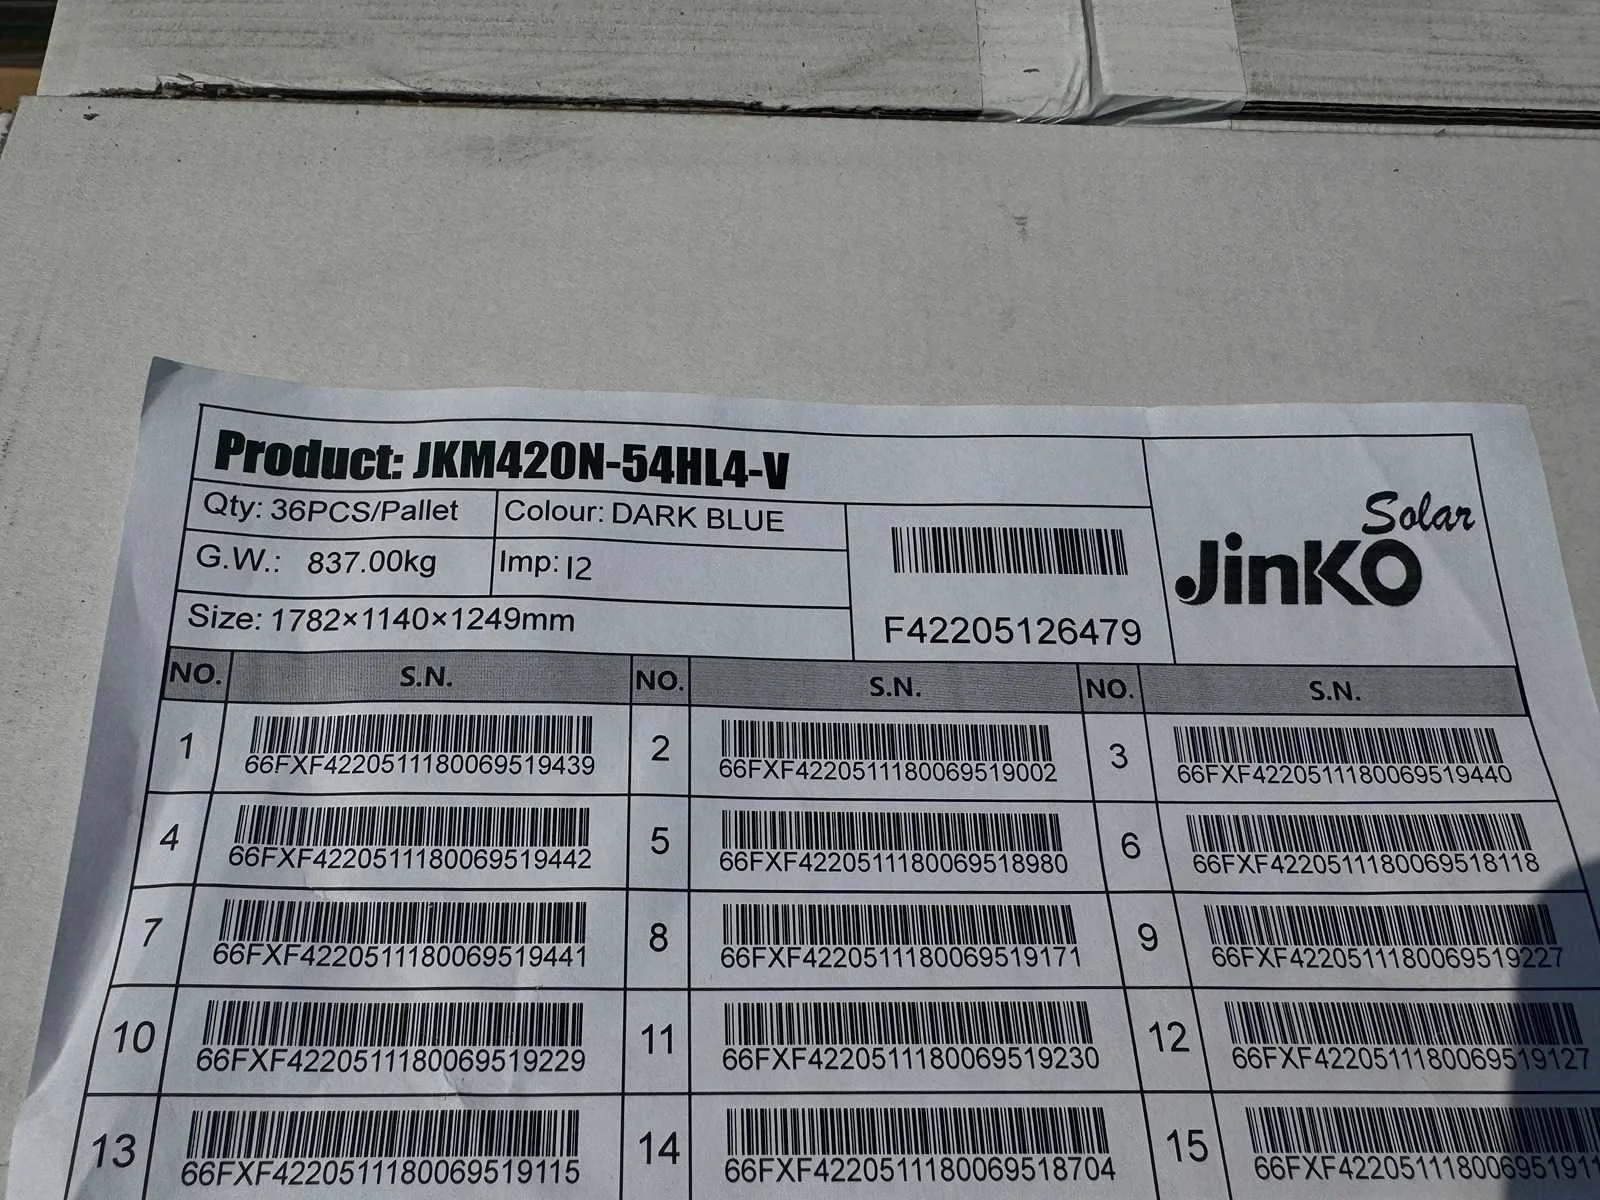 Product: JKM420N-54HL4-V
Qty: 36PCS/Pallet
Colour: DARK BLUE
G.W.: 837.00kg
Imp: I2
Size: 1782×1140×1249mm
F42205126479
Solar
JinKO
NO. S.N. NO. S.N. NO. S.N.
1 66FXF4220511180069519439 2 66FXF4220511180069519002 3 66FXF4220511180069519440
4 66FXF4220511180069519442 5 66FXF4220511180069518980 6 66FXF4220511180069518118
7 66FXF4220511180069519441 8 66FXF4220511180069519171 9 66FXF4220511180069519227
10 66FXF4220511180069519229 11 66FXF4220511180069519230 12 66FXF4220511180069519127
13 66FXF4220511180069519115 14 66FXF4220511180069518704 15